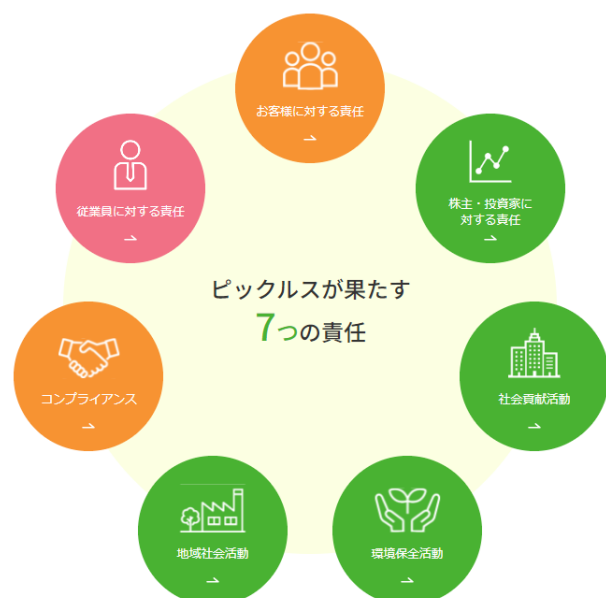 お客様に対する責任
従業員に対する責任
株主・投資家に
対する責任
ピックルスが果たす
7つの責任
コンプライアンス
社会貢献活動
地域社会活動
環境保全活動